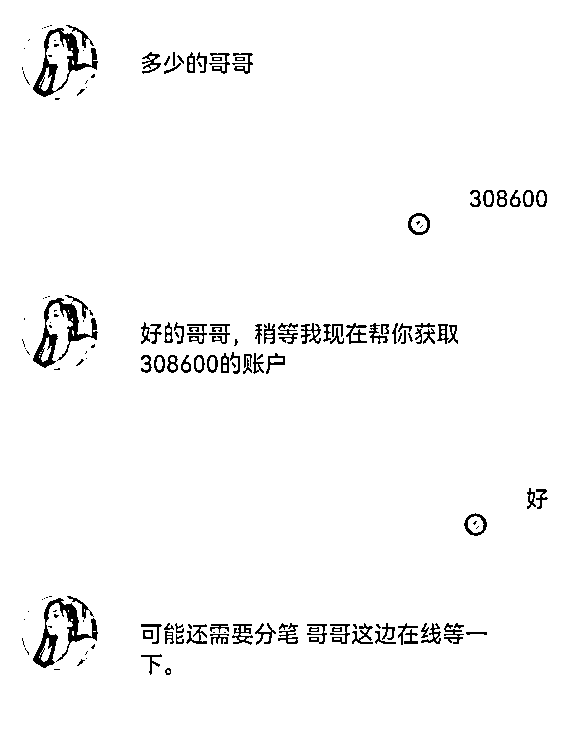 多少的哥哥
308600
好的哥哥，稍等我现在帮你获取
308600的账户
好
可能还需要分笔 哥哥这边在线等一
下。